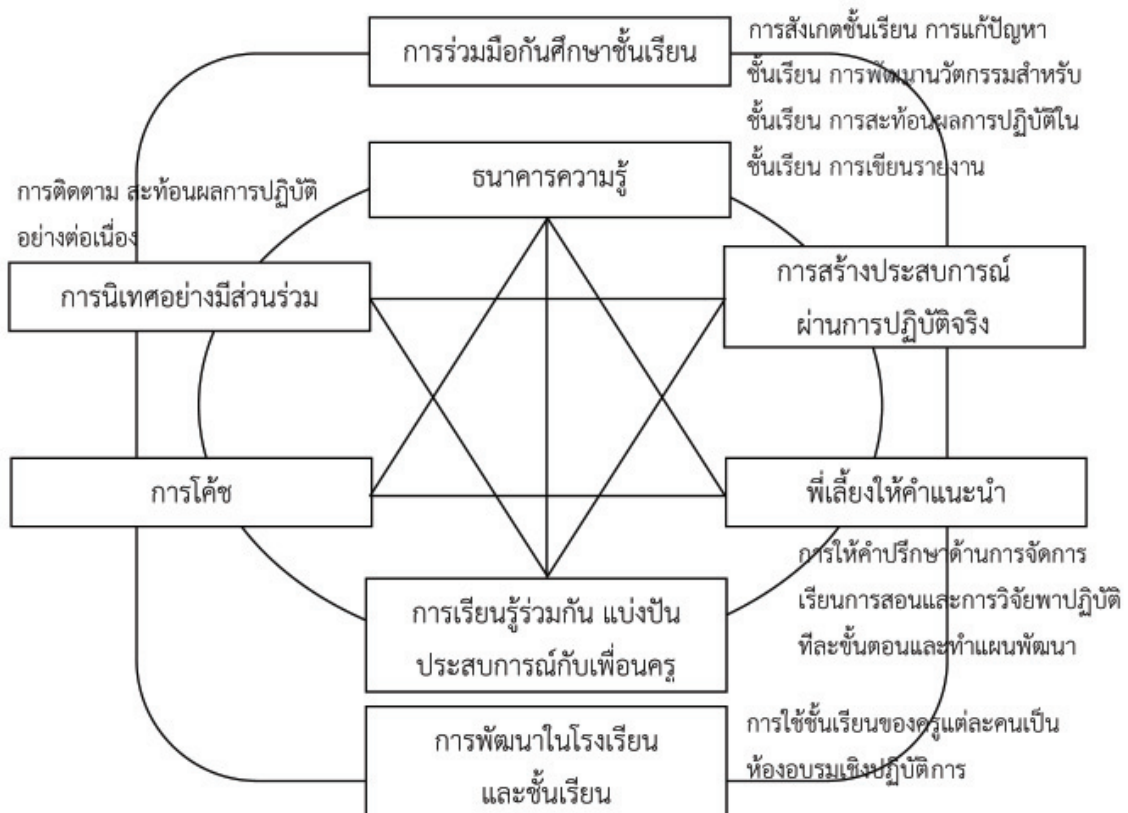 การร่วมมือกันศึกษาชั้นเรียน
การสังเกตชั้นเรียน การแก้ปัญหา
ชั้นเรียน การพัฒนานวัตกรรมสำหรับ
ชั้นเรียน การสะท้อนผลการปฏิบัติใน
ชั้นเรียน การเขียนรายงาน
ธนาคารความรู้
การติดตาม สะท้อนผลการปฏิบัติ
อย่างต่อเนื่อง
การนิเทศอย่างมีส่วนร่วม
การสร้างประสบการณ์
ผ่านการปฏิบัติจริง
การโค้ช
พี่เลี้ยงให้คำแนะนำ
การให้คำปรึกษาด้านการจัดการ
เรียนการสอนและการวิจัยพาปฏิบัติ
ทีละขั้นตอนและทำแผนพัฒนา
การเรียนรู้ร่วมกัน แบ่งปัน
ประสบการณ์กับเพื่อนครู
การพัฒนาในโรงเรียน
และชั้นเรียน
การใช้ชั้นเรียนของครูแต่ละคนเป็น
ห้องอบรมเชิงปฏิบัติการ